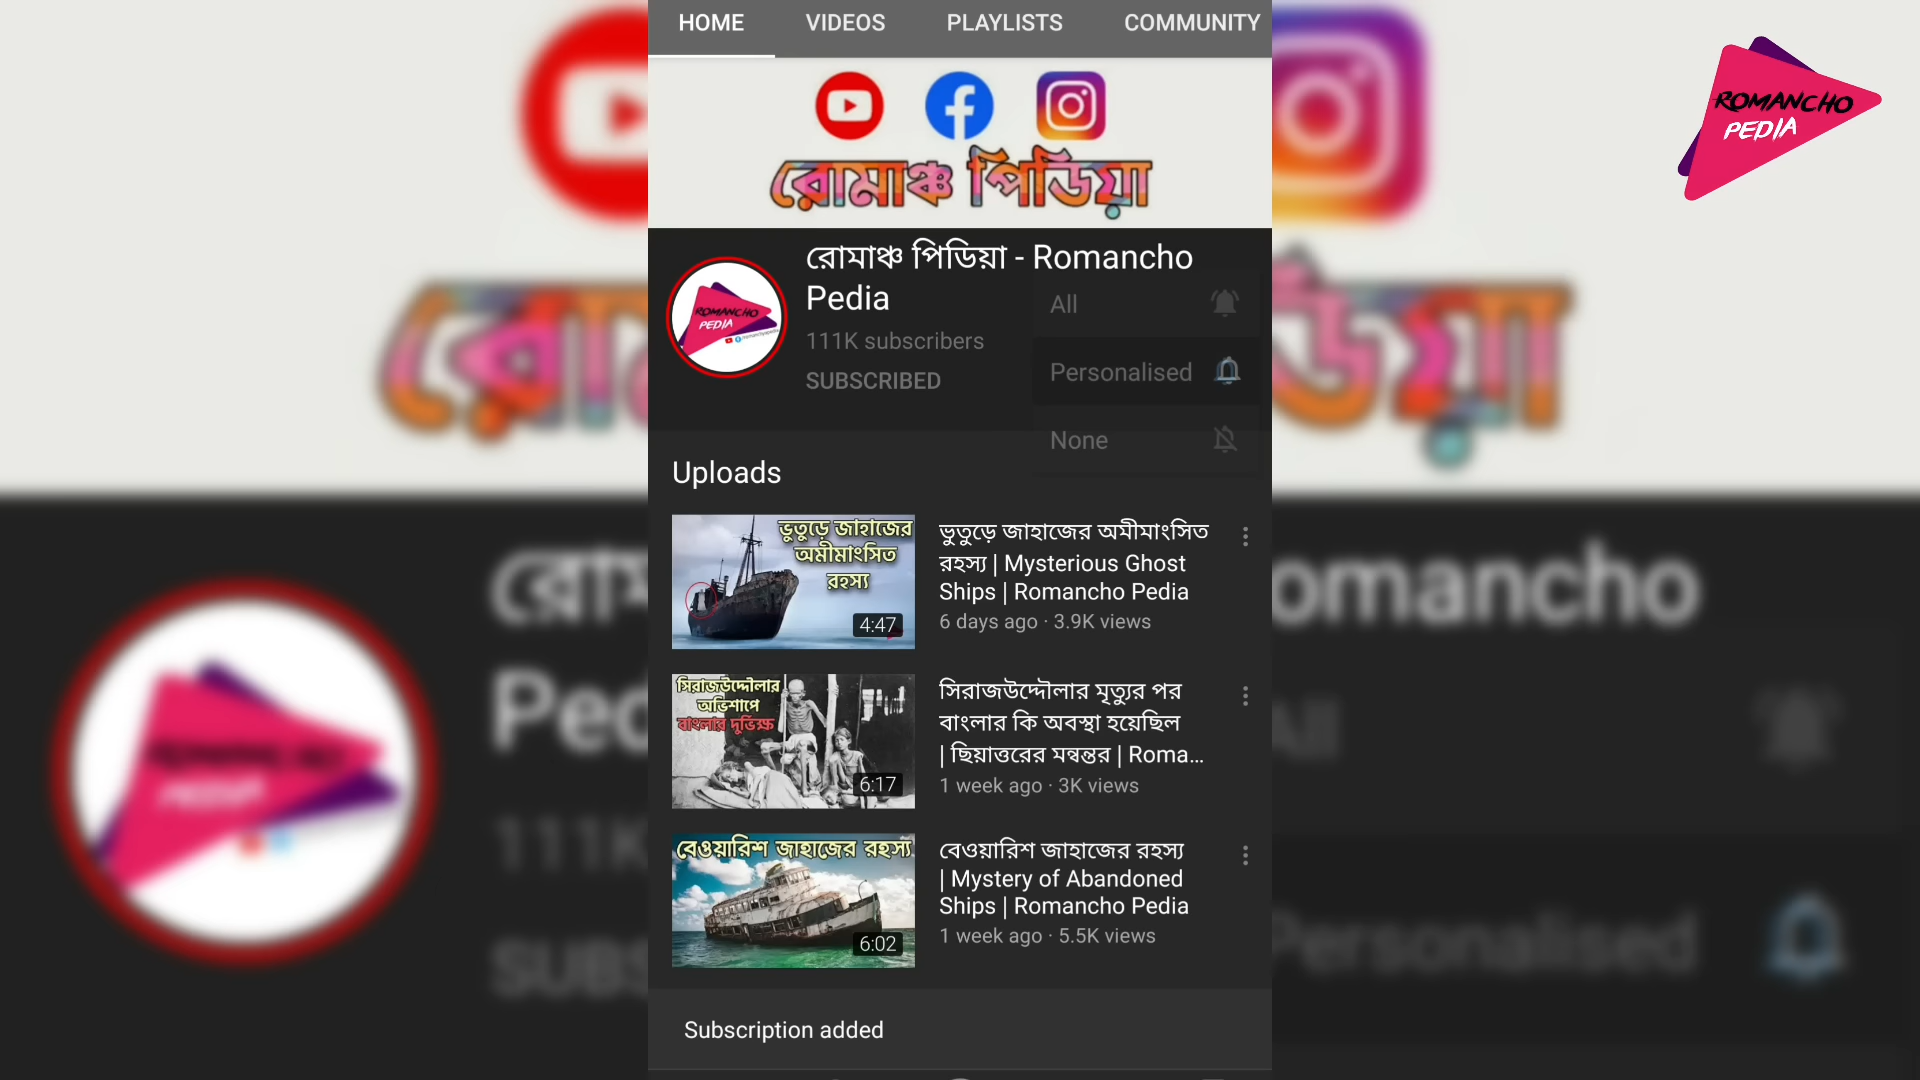 HOME VIDEOS PLAYLISTS COMMUNITY
ROMANCHO
PEDIA
রোমাঞ্চ পিডিয়া
রোমাঞ্চ পিডিয়া - Romancho
Pedia
111K subscribers
SUBSCRIBED
All
Personalised
None
ROMANCHO
PEDIA
Uploads
ভুতুড়ে জাহাজের
অমীমাংসিত
রহস্য
4:47
ভুতুড়ে জাহাজের অমীমাংসিত
রহস্য | Mysterious Ghost
Ships | Romancho Pedia
6 days ago · 3.9K views
সিরাজউদ্দৌলার
অভিশাপে
বাংলার দুর্ভিক্ষ
6:17
সিরাজউদ্দৌলার মৃত্যুর পর
বাংলার কি অবস্থা হয়েছিল
| ছিয়াত্তরের মন্বন্তর | Roma...
1 week ago · 3K views
বেওয়ারিশ জাহাজের রহস্য
6:02
বেওয়ারিশ জাহাজের রহস্য
| Mystery of Abandoned
Ships | Romancho Pedia
1 week ago · 5.5K views
Subscription added